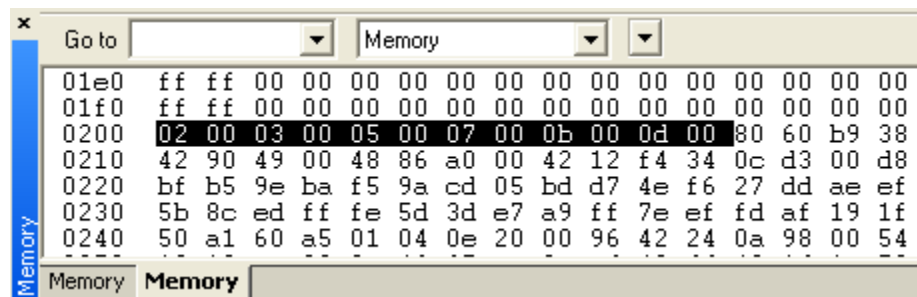 Go to Memory
01e0 ff ff 00 00 00 00 00 00 00 00 00 00 00 00 00 00
01f0 ff ff 00 00 00 00 00 00 00 00 00 00 00 00 00 00
0200 02 00 03 00 05 00 07 00 0b 00 0d 00 80 60 b9 38
0210 42 90 49 00 48 86 a0 00 42 12 f4 34 0c d3 00 d8
0220 bf b5 9e ba f5 9a cd 05 bd d7 4e f6 27 dd ae ef
0230 5b 8c ed ff fe 5d 3d e7 a9 ff 7e ef fd af 19 1f
0240 50 a1 60 a5 01 04 0e 20 00 96 42 24 0a 98 00 54
Memory Memory
Memory